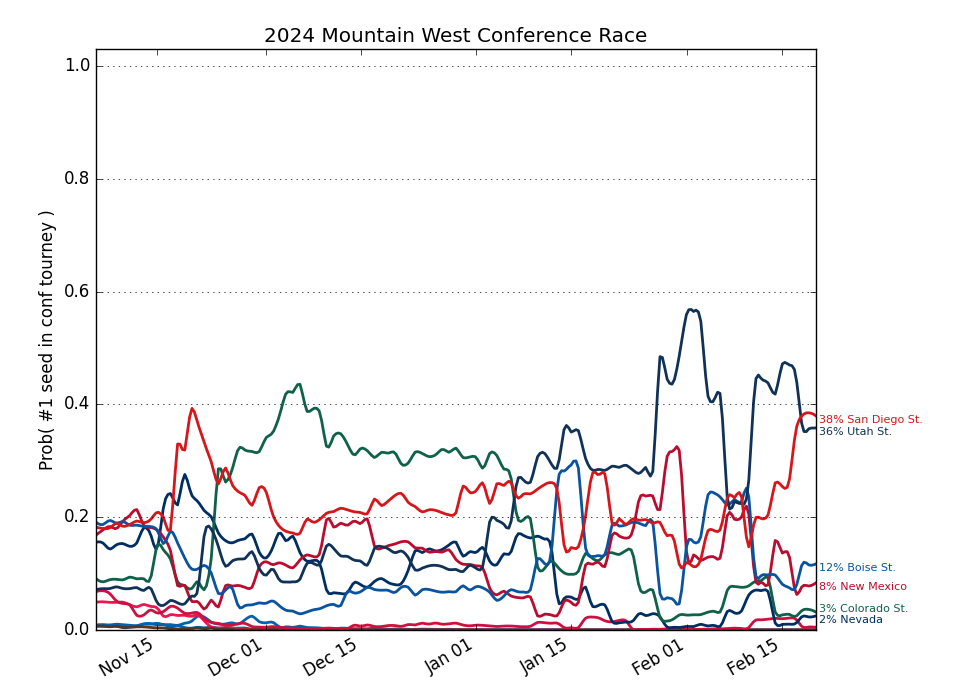 2024 Mountain West Conference Race
Prob( #1 seed in conf tourney )
1.0
0.8
0.6
0.4
0.2
0.0
38% San Diego St.
36% Utah St.
12% Boise St.
8% New Mexico
3% Colorado St.
2% Nevada
Nov 15
Dec 01
Dec 15
Jan 01
Jan 15
Feb 01
Feb 15